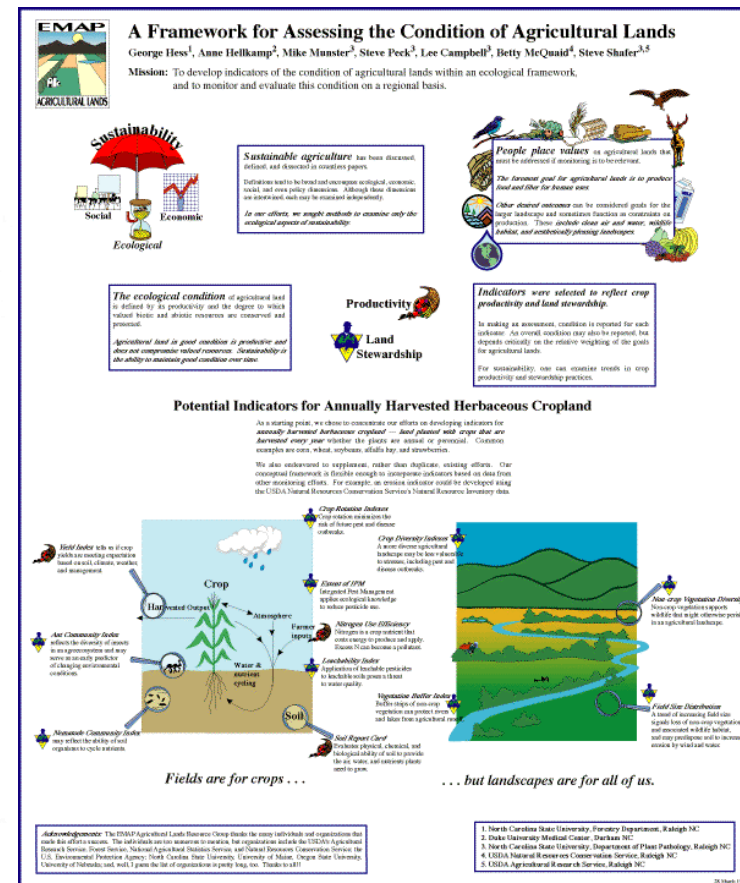 EMAP
AGRICULTURAL LANDS
A Framework for Assessing the Condition of Agricultural Lands
George Hess1, Anne Hellkamp2, Mike Munster3, Steve Peck3, Lee Campbell3, Betty McQuaid4, Steve Shafer3,5
Mission: To develop indicators of the condition of agricultural lands within an ecological framework,
and to monitor and evaluate this condition on a regional basis.
Sustainability
Social
Economic
Ecological
Sustainable agriculture has been discussed,
defined, and dissected in countless papers.
Definitions tend to be broad and encompass ecological, economic,
social, and even policy dimensions. Although these dimensions
are intertwined, each may be examined independently.
In our efforts, we sought methods to examine only the
ecological aspects of sustainability.
People place values on agricultural lands that
must be addressed if monitoring is to be relevant.
The foremost goal for agricultural lands is to produce
food and fiber for human uses.
Other desired outcomes can be considered goals for the
larger landscape and sometimes function as constraints on
production. These include clean air and water, wildlife
habitat, and aesthetically pleasing landscapes.
The ecological condition of agricultural land
is defined by its productivity and the degree to which
valued biotic and abiotic resources are conserved and
protected.
Agricultural land in good condition is productive and
does not compromise valued resources. Sustainability is
the ability to maintain good condition over time.
Productivity
Land
Stewardship
Indicators were selected to reflect crop
productivity and land stewardship.
In making an assessment, condition is reported for each
indicator. An overall condition may also be reported, but
depends critically on the relative weighting of the goals
for agricultural lands.
For sustainability, one can examine trends in crop
productivity and stewardship practices.
Potential Indicators for Annually Harvested Herbaceous Cropland
As a starting point, we chose to concentrate our efforts on developing indicators for
annually harvested herbaceous cropland — land planted with crops that are
harvested every year whether the plants are annual or perennial. Common
examples are corn, wheat, soybeans, alfalfa hay, and strawberries.
We also endeavored to supplement, rather than duplicate, existing efforts. Our
conceptual framework is flexible enough to incorporate indicators based on data from
other monitoring efforts. For example, an erosion indicator could be developed using
the USDA Natural Resources Conservation Service's Natural Resource Inventory data.
Yield Index tells us if crop
yields are meeting expectation
based on soil, climate, weather,
and management.
Ant Community Index
reflects the diversity of insects
in an agroecosystem and may
serve as an early predictor
of changing environmental
conditions.
Nematode Community Index
may reflect the ability of soil
organisms to cycle nutrients.
Crop
Harvested Output
Atmosphere
Farmer
inputs
Water &
nutrient
cycling
Soil
Crop Rotation Indexes
Crop rotation minimizes the
risk of future pest and disease
outbreaks.
Extent of IPM
Integrated Pest Management
applies ecological knowledge
to reduce pesticide use.
Nitrogen Use Efficiency
Nitrogen is a crop nutrient that
costs energy to produce and apply.
Excess N can become a pollutant.
Leachability Index
Application of leachable pesticides
to leachable soils poses a threat
to water quality.
Soil Report Card
Evaluates physical, chemical, and
biological ability of soil to provide
the air, water, and nutrients plants
need to grow.
Crop Diversity Indexes
A more diverse agricultural
landscape may be less vulnerable
to stresses, including pest and
disease outbreaks.
Vegetation Buffer Index
Buffer strips of non-crop
vegetation can protect rivers
and lakes from agricultural runoff.
Non-crop Vegetation Diversity
Non-crop vegetation supports
wildlife that might otherwise perish
in an agricultural landscape.
Field Size Distribution
A trend of increasing field size
signals loss of non-crop vegetation
and associated wildlife habitat,
and may predispose soil to increased
erosion by wind and water.
Fields are for crops . . .
. . . but landscapes are for all of us.
Acknowledgements: The EMAP Agricultural Lands Resource Group thanks the many individuals and organizations that
made this effort a success. The individuals are too numerous to mention, but organizations include the USDA's Agricultural
Research Service, Forest Service, National Agricultural Statistics Service, and Natural Resources Conservation Service; the
U.S. Environmental Protection Agency; North Carolina State University, University of Maine, Oregon State University,
University of Nebraska; and, well, I guess the list of organizations is pretty long, too. Thanks to all!!
1. North Carolina State University, Forestry Department, Raleigh NC
2. Duke University Medical Center, Durham NC
3. North Carolina State University, Department of Plant Pathology, Raleigh NC
4. USDA Natural Resources Conservation Service, Raleigh NC
5. USDA Agricultural Research Service, Raleigh NC